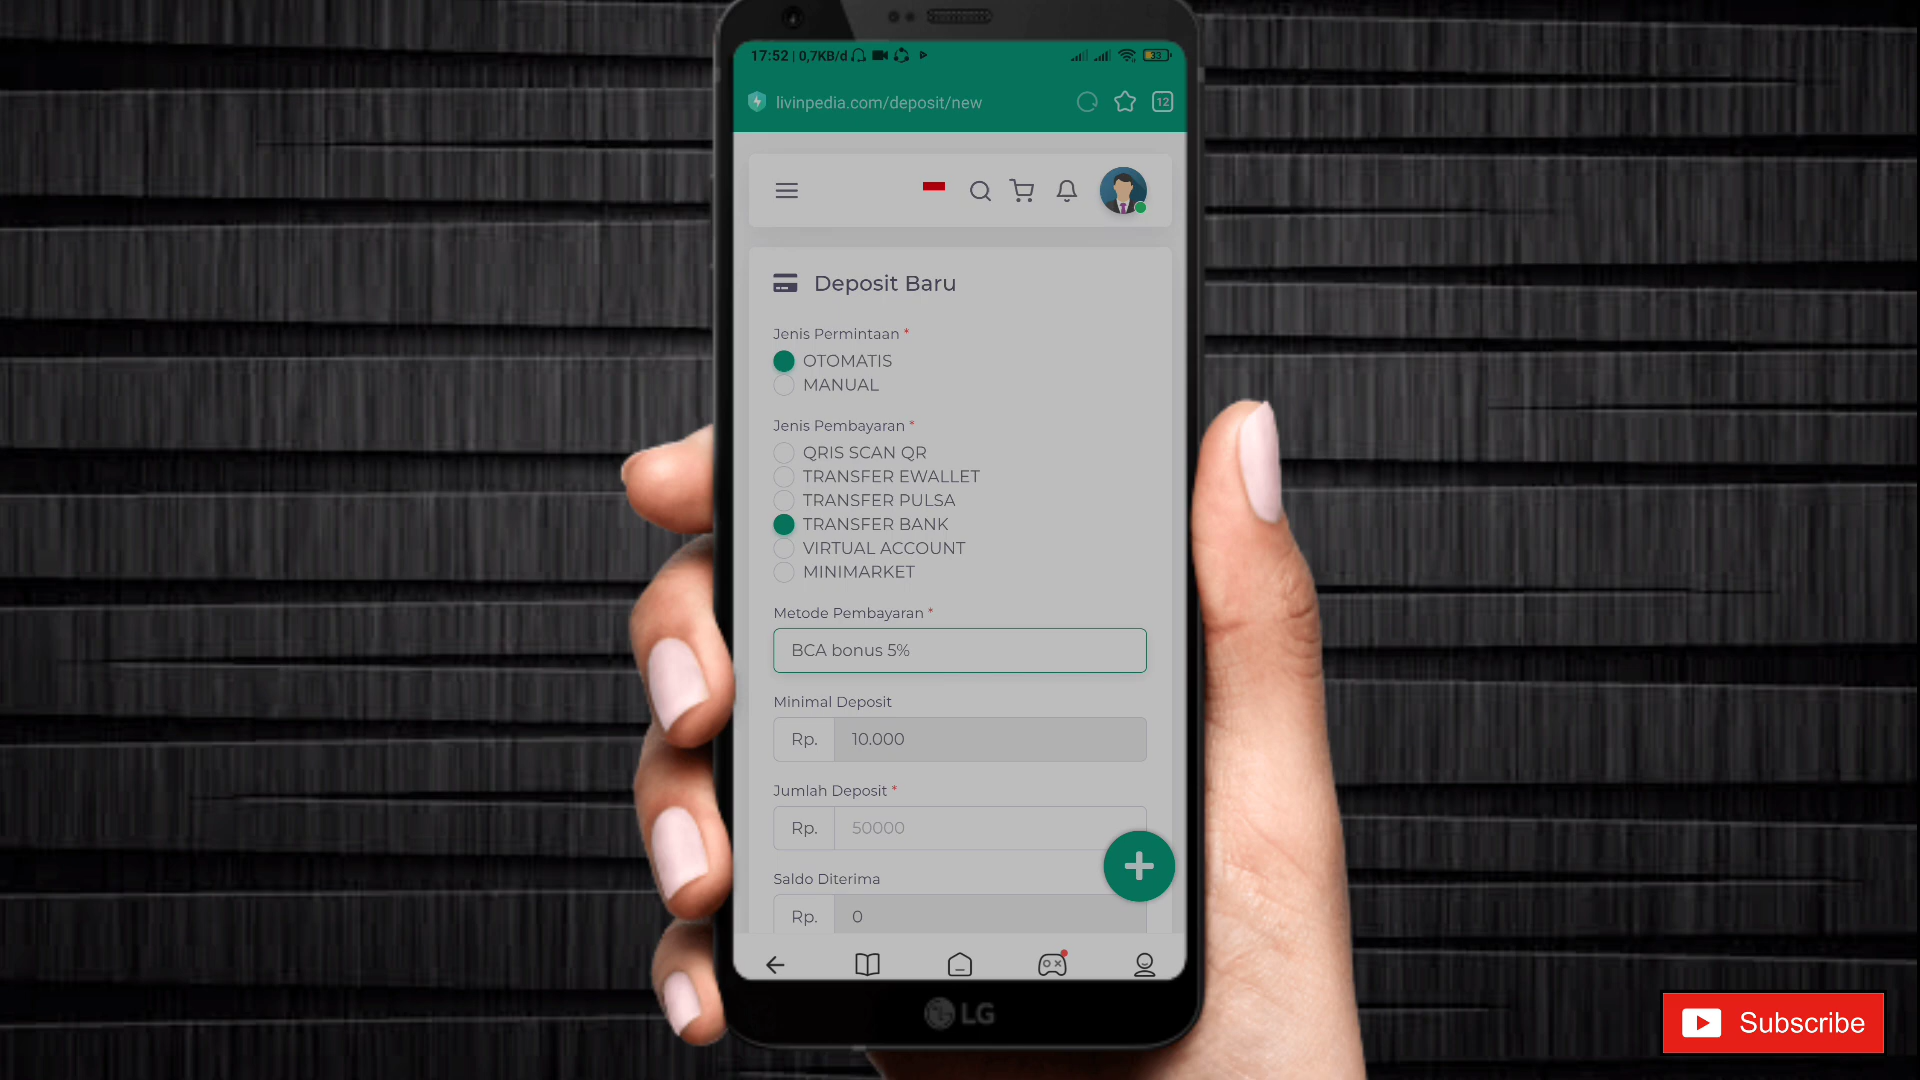 17:52 | 0,7KB/d
33
livinpedia.com/deposit/new
12
Deposit Baru
Jenis Permintaan *
OTOMATIS
MANUAL
Jenis Pembayaran *
QRIS SCAN QR
TRANSFER EWALLET
TRANSFER PULSA
TRANSFER BANK
VIRTUAL ACCOUNT
MINIMARKET
Metode Pembayaran *
BCA bonus 5%
Minimal Deposit
Rp. 10.000
Jumlah Deposit *
Rp. 50000
Saldo Diterima
Rp. 0
LG
Subscribe